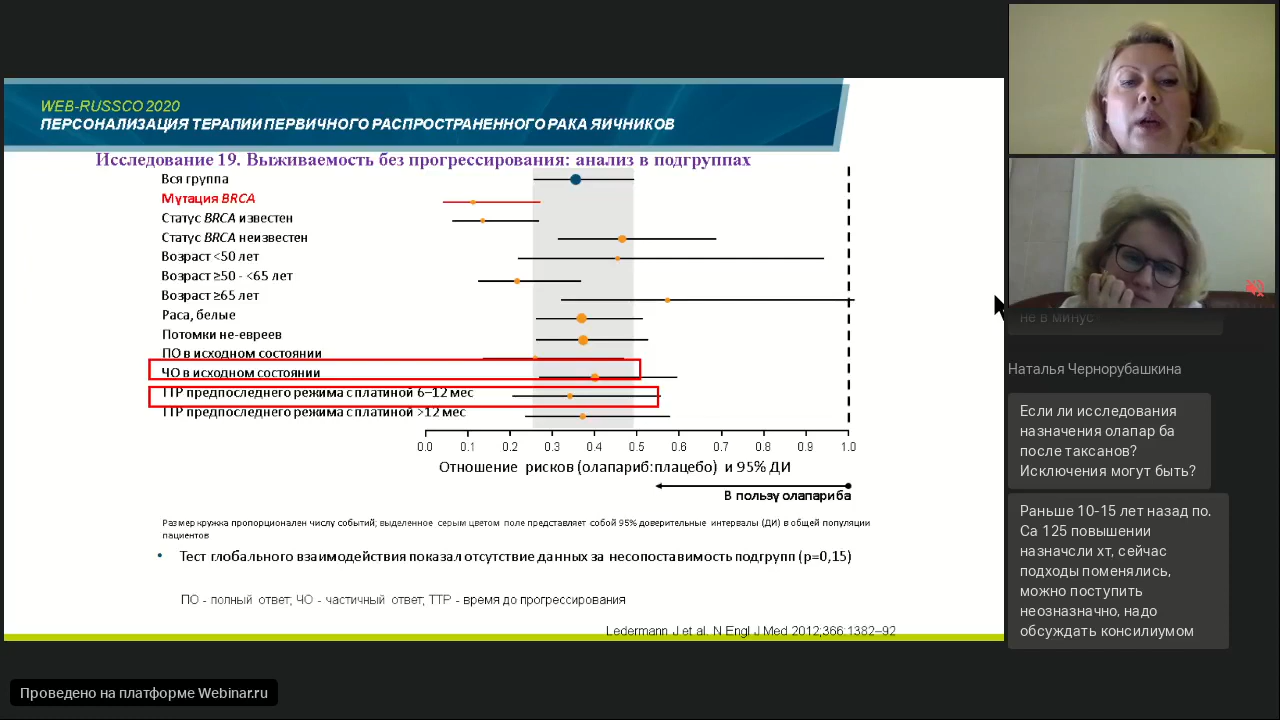 WEB-RUSSCO 2020
ПЕРСОНАЛИЗАЦИЯ ТЕРАПИИ ПЕРВИЧНОГО РАСПРОСТРАНЕННОГО РАКА ЯИЧНИКОВ
Исследование 19. Выживаемость без прогрессирования: анализ в подгруппах
Вся группа
Мутация BRCA
Статус BRCA известен
Статус BRCA неизвестен
Возраст <50 лет
Возраст ≥50 - <65 лет
Возраст ≥65 лет
Раса, белые
Потомки не-евреев
ПО в исходном состоянии
ЧО в исходном состоянии
ТТР предпоследнего режима с платиной 6–12 мес
ТТР предпоследнего режима с платиной >12 мес
0.0 0.1 0.2 0.3 0.4 0.5 0.6 0.7 0.8 0.9 1.0
Отношение рисков (олапариб:плацебо) и 95% ДИ
В пользу олапариба
Размер кружка пропорционален числу событий; выделенное серым цветом поле представляет собой 95% доверительные интервалы (ДИ) в общей популяции
пациентов
• Тест глобального взаимодействия показал отсутствие данных за несопоставимость подгрупп (p=0,15)
ПО - полный ответ; ЧО - частичный ответ; ТТР - время до прогрессирования
Ledermann J et al. N Engl J Med 2012;366:1382–92
не в минус
Наталья Чернорубашкина
Если ли исследования
назначения олапар ба
после таксанов?
Исключения могут быть?
Раньше 10-15 лет назад по.
Са 125 повышении
назначсли хт, сейчас
подходы поменялись,
можно поступить
неозназначно, надо
обсуждать консилиумом
Проведено на платформе Webinar.ru